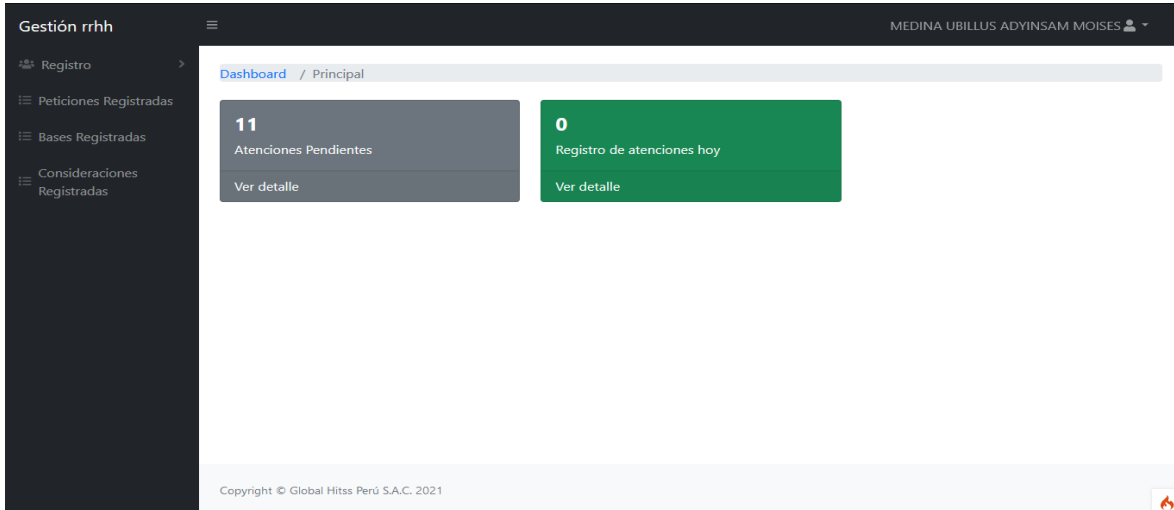 Gestión rrhh
MEDINA UBILLUS ADYINSAM MOISES
Registro
Peticiones Registradas
Bases Registradas
Consideraciones
Registradas
Dashboard / Principal
11
Atenciones Pendientes
Ver detalle
0
Registro de atenciones hoy
Ver detalle
Copyright © Global Hitss Perú S.A.C. 2021